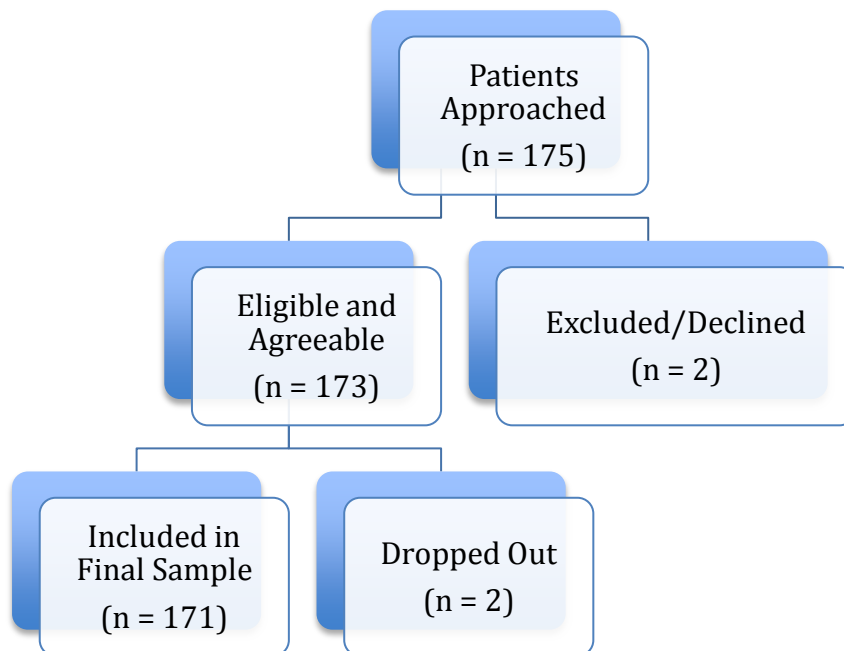 Patients
Approached
(n = 175)
Eligible and
Agreeable
(n = 173)
Excluded/Declined
(n = 2)
Included in
Final Sample
(n = 171)
Dropped Out
(n = 2)